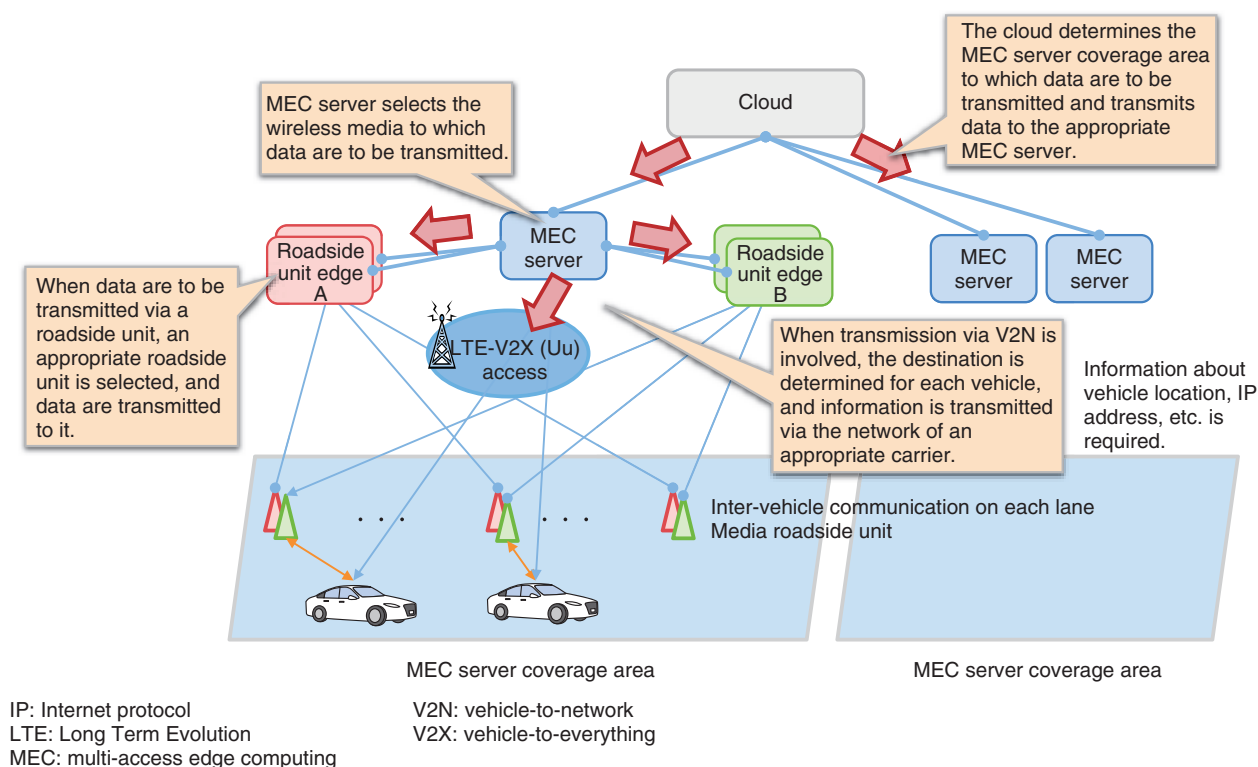 The cloud determines the
MEC server coverage area
to which data are to be
transmitted and transmits
data to the appropriate
MEC server.
Cloud
MEC server selects the
wireless media to which
data are to be transmitted.
Roadside
unit edge
A
MEC
server
Roadside
unit edge
B
MEC
server
MEC
server
When data are to be
transmitted via a
roadside unit, an
appropriate roadside
unit is selected, and
data are transmitted
to it.
LTE-V2X (Uu)
access
When transmission via V2N is
involved, the destination is
determined for each vehicle,
and information is transmitted
via the network of an
appropriate carrier.
Information about
vehicle location, IP
address, etc. is
required.
. . .
. . .
Inter-vehicle communication on each lane
Media roadside unit
MEC server coverage area
MEC server coverage area
IP: Internet protocol
LTE: Long Term Evolution
MEC: multi-access edge computing
V2N: vehicle-to-network
V2X: vehicle-to-everything